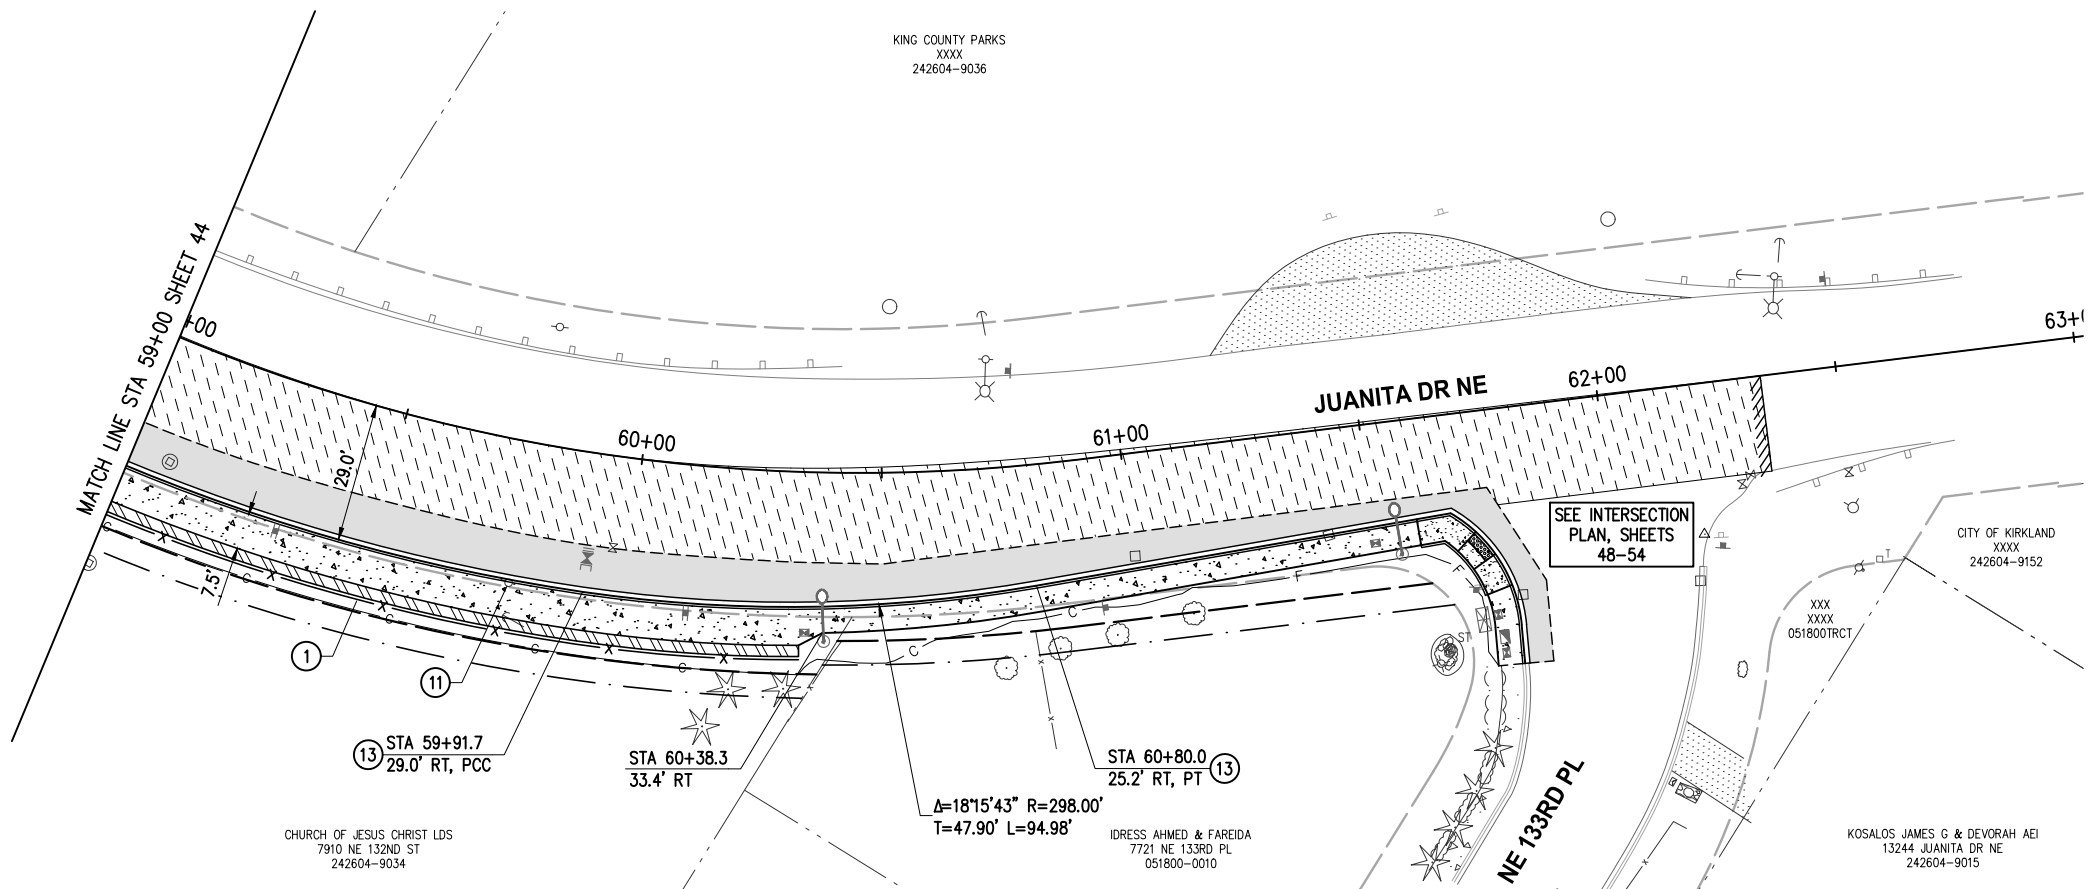 KING COUNTY PARKS
XXXX
242604-9036
MATCH LINE STA 59+00 SHEET 44
+00
29.0'
7.5'
60+00
61+00
JUANITA DR NE
62+00
SEE INTERSECTION
PLAN, SHEETS
48-54
CITY OF KIRKLAND
XXXX
242604-9152
XXX
XXXX
051800TRCT
ST
1
11
13
STA 59+91.7
29.0' RT, PCC
STA 60+38.3
33.4' RT
STA 60+80.0
25.2' RT, PT
13
Δ=18°15'43" R=298.00'
T=47.90' L=94.98'
NE 133RD PL
CHURCH OF JESUS CHRIST LDS
7910 NE 132ND ST
242604-9034
IDRESS AHMED & FAREIDA
7721 NE 133RD PL
051800-0010
KOSALOS JAMES G & DEVORAH AEI
13244 JUANITA DR NE
242604-9015